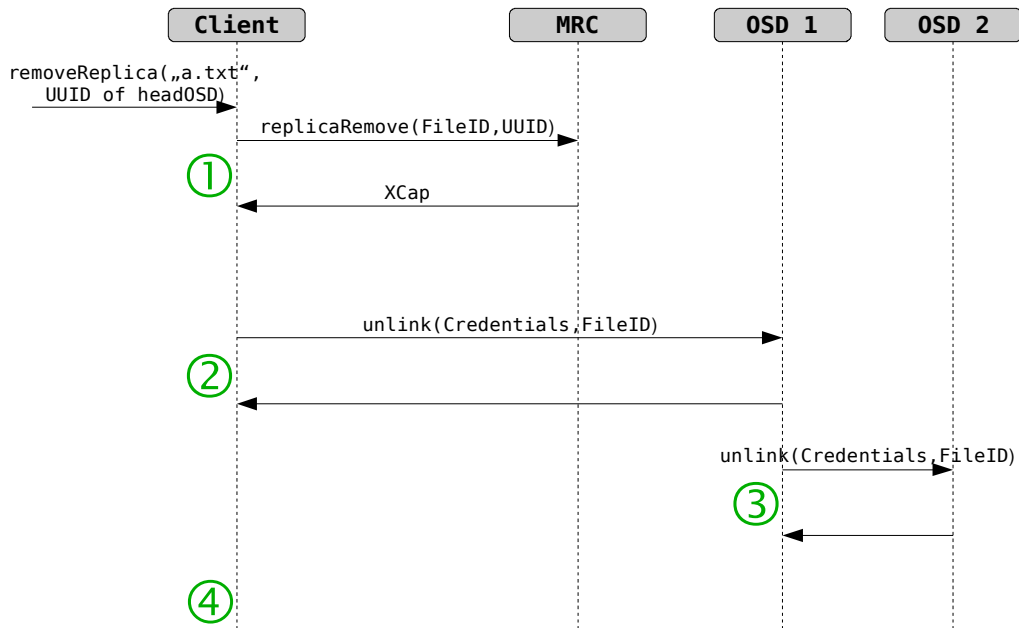 Client MRC OSD 1 OSD 2
removeReplica(„a.txt“,
UUID of headOSD)
replicaRemove(FileID,UUID)
①
XCap
unlink(Credentials,FileID)
②
unlink(Credentials,FileID)
③
④